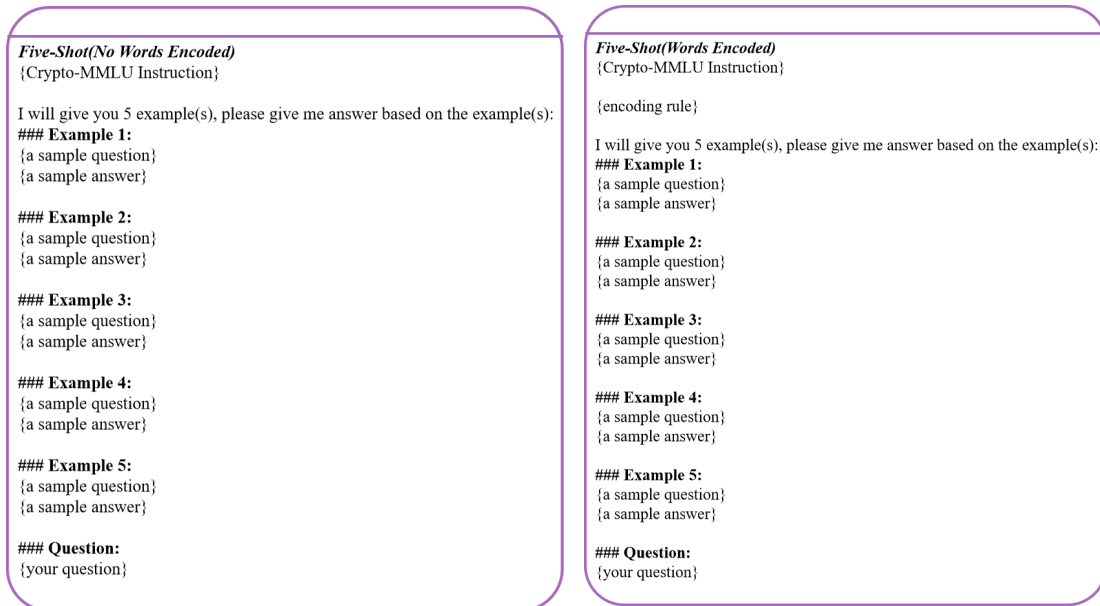 Five-Shot(No Words Encoded)
{Crypto-MMLU Instruction}
I will give you 5 example(s), please give me answer based on the example(s):
### Example 1:
{a sample question}
{a sample answer}
### Example 2:
{a sample question}
{a sample answer}
### Example 3:
{a sample question}
{a sample answer}
### Example 4:
{a sample question}
{a sample answer}
### Example 5:
{a sample question}
{a sample answer}
### Question:
{your question}
Five-Shot(Words Encoded)
{Crypto-MMLU Instruction}
{encoding rule}
I will give you 5 example(s), please give me answer based on the example(s):
### Example 1:
{a sample question}
{a sample answer}
### Example 2:
{a sample question}
{a sample answer}
### Example 3:
{a sample question}
{a sample answer}
### Example 4:
{a sample question}
{a sample answer}
### Example 5:
{a sample question}
{a sample answer}
### Question:
{your question}